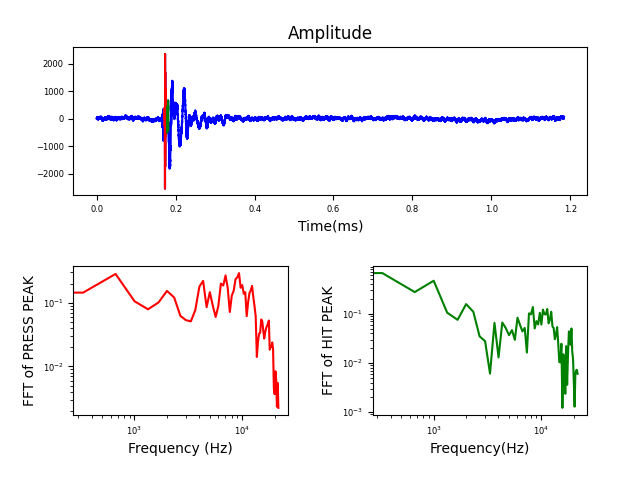 Amplitude
2000
1000
0
−1000
−2000
0.0 0.2 0.4 0.6 0.8 1.0 1.2
Time(ms)
FFT of PRESS PEAK
10⁻¹
10⁻²
10³ 10⁴
Frequency (Hz)
FFT of HIT PEAK
10⁻¹
10⁻²
10⁻³
10³ 10⁴
Frequency(Hz)